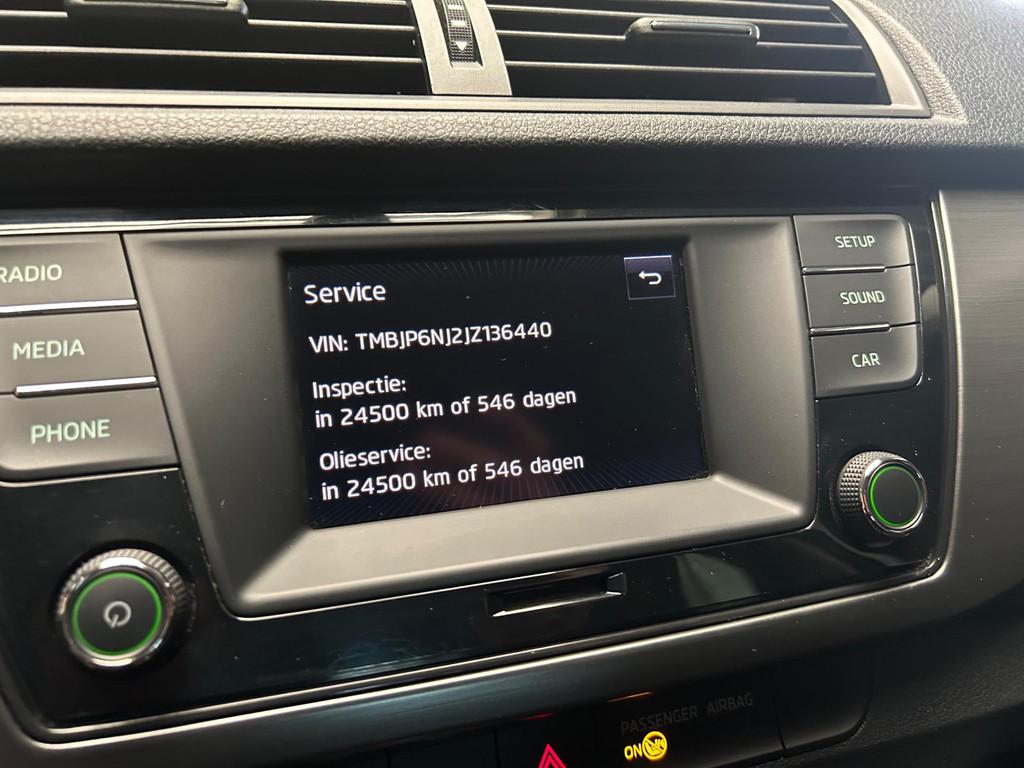 RADIO
MEDIA
PHONE
Service
VIN: TMBJP6NJ2JZ136440
Inspectie:
in 24500 km of 546 dagen
Olieservice:
in 24500 km of 546 dagen
SETUP
SOUND
CAR
PASSENGER AIRBAG
ON